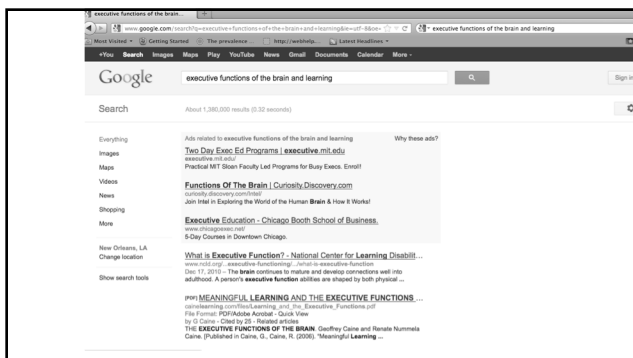 executive functions of the brain...
www.google.com/search?q=executive+functions+of+the+brain+and+learning&ie=utf-8&oe=
executive functions of the brain and learning
Most Visited Getting Started The prevalence ... http://webhelp... Latest Headlines
+You Search Images Maps Play YouTube News Gmail Documents Calendar More
Google
executive functions of the brain and learning
Sign in
Search
About 1,380,000 results (0.32 seconds)
Everything
Images
Maps
Videos
News
Shopping
More
New Orleans, LA
Change location
Show search tools
Ads related to executive functions of the brain and learning
Why these ads?
Two Day Exec Ed Programs | executive.mit.edu
executive.mit.edu/
Practical MIT Sloan Faculty Led Programs for Busy Execs. Enroll!
Functions Of The Brain | Curiosity.Discovery.com
curiosity.discovery.com/Intel/
Join Intel in Exploring the World of the Human Brain & How It Works!
Executive Education - Chicago Booth School of Business.
www.chicagoexec.net/
5-Day Courses in Downtown Chicago.
What is Executive Function? - National Center for Learning Disabilit...
www.ncld.org/...executive-functioning/.../what-is-executive-function
Dec 17, 2010 – The brain continues to mature and develop connections well into
adulthood. A person's executive function abilities are shaped by both physical ...
[PDF] MEANINGFUL LEARNING AND THE EXECUTIVE FUNCTIONS ...
cainelearning.com/files/Learning_and_the_Executive_Functions.pdf
File Format: PDF/Adobe Acrobat - Quick View
by G Caine - Cited by 25 - Related articles
THE EXECUTIVE FUNCTIONS OF THE BRAIN. Geoffrey Caine and Renate Nummela
Caine. [Published in Caine, G., Caine, R. (2006). "Meaningful Learning ...